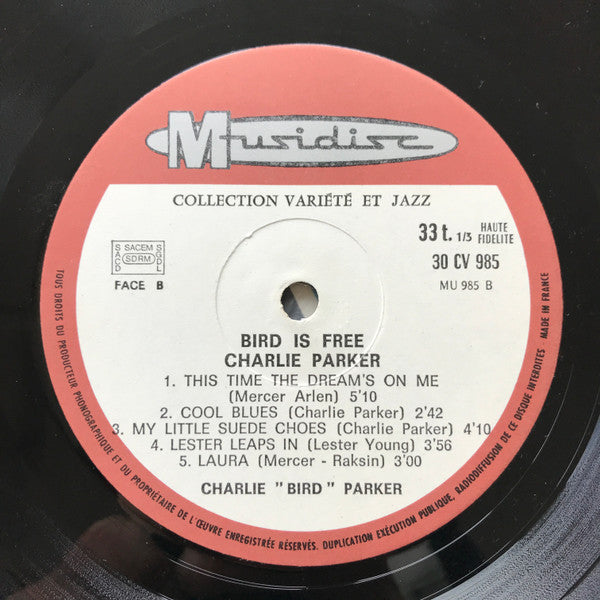 Musidisc
COLLECTION VARIÉTÉ ET JAZZ
SACD SACEM SGDL
SDRM
FACE B
33 t. 1/3 HAUTE
FIDELITE
30 CV 985
MU 985 B
BIRD IS FREE
CHARLIE PARKER
1. THIS TIME THE DREAM'S ON ME
(Mercer Arlen) 5'10
2. COOL BLUES (Charlie Parker) 2'42
3. MY LITTLE SUEDE CHOES (Charlie Parker) 4'10
4. LESTER LEAPS IN (Lester Young) 3'56
5. LAURA (Mercer - Raksin) 3'00
CHARLIE "BIRD" PARKER
TOUS DROITS DU PRODUCTEUR PHONOGRAPHIQUE ET DU PROPRIÉTAIRE DE L'ŒUVRE ENREGISTRÉE RÉSERVÉS. DUPLICATION EXÉCUTION PUBLIQUE, RADIODIFFUSION DE CE DISQUE INTERDITES
MADE IN FRANCE